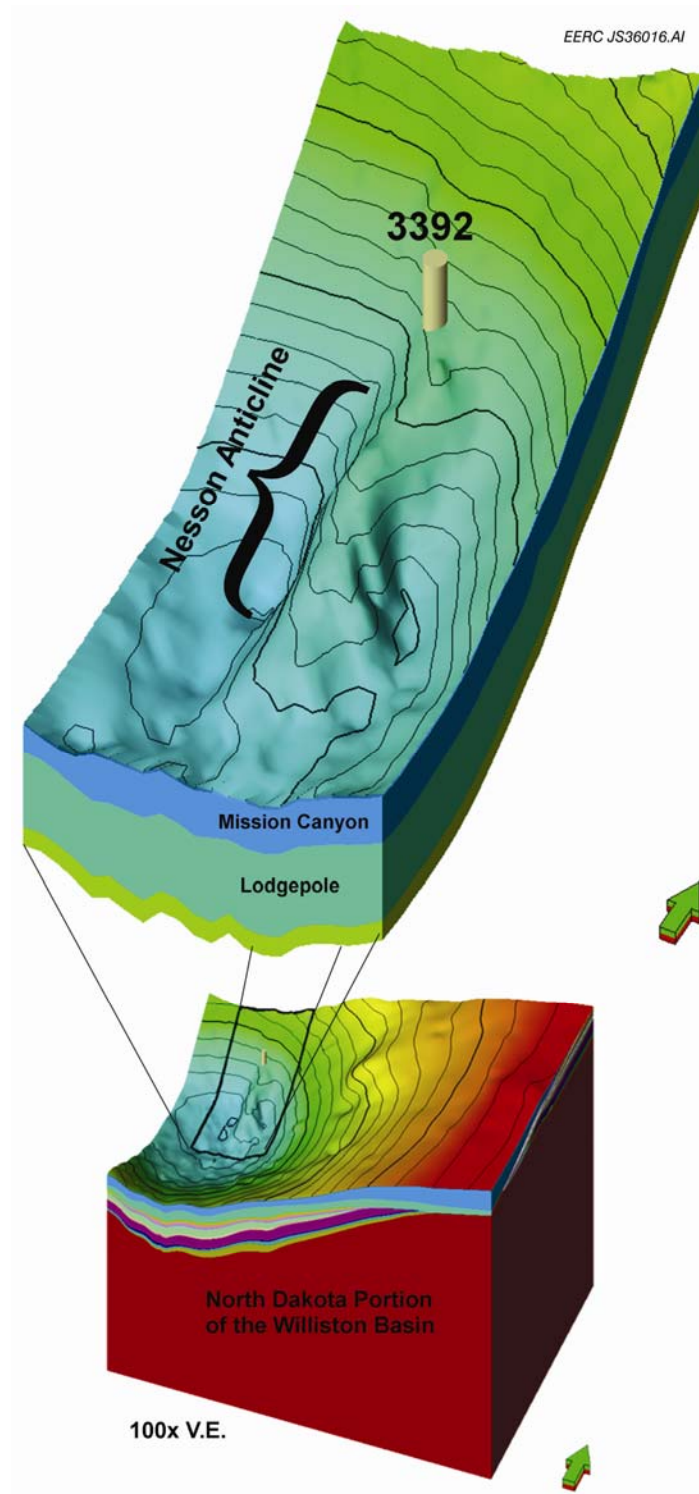 EERC JS36016.AI
3392
Nesson Anticline
Mission Canyon
Lodgepole
North Dakota Portion
of the Williston Basin
100x V.E.